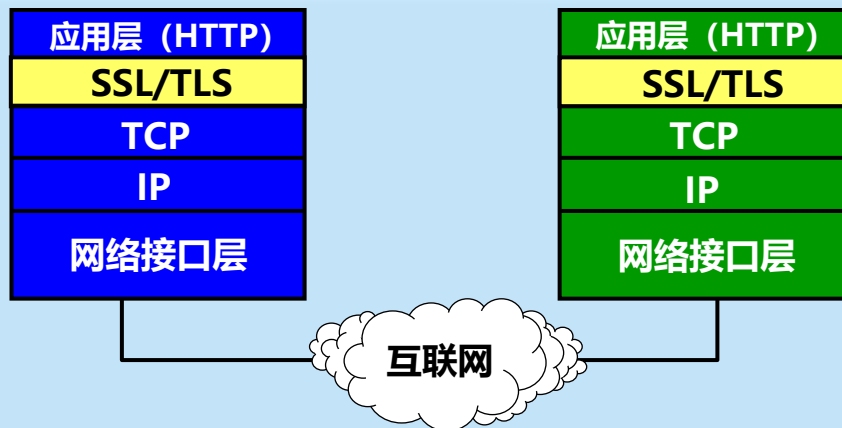 应用层（HTTP）
SSL/TLS
TCP
IP
网络接口层
应用层（HTTP）
SSL/TLS
TCP
IP
网络接口层
互联网